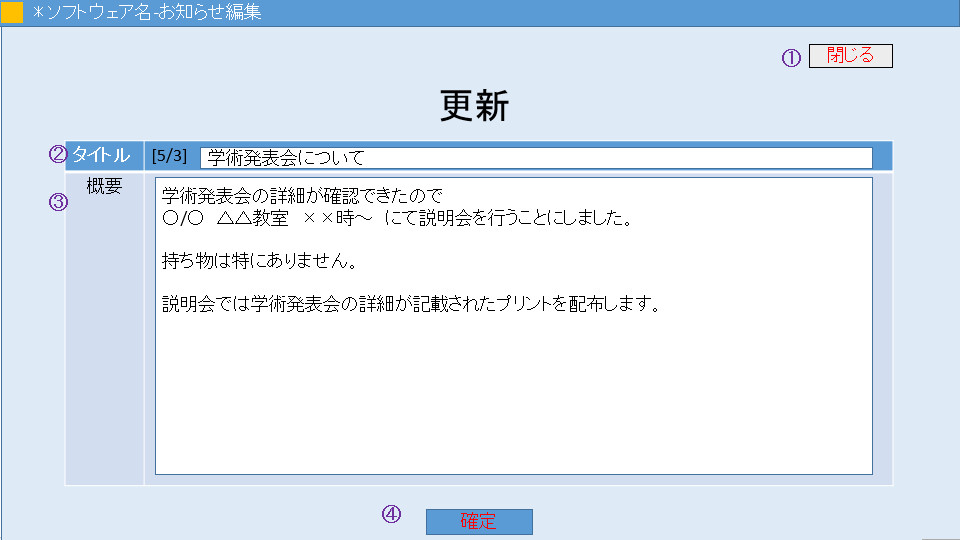 ＊ソフトウェア名-お知らせ編集
① 閉じる
更新
② タイトル [5/3] 学術発表会について
③ 概要
学術発表会の詳細が確認できたので
〇/〇　△△教室　××時～　にて説明会を行うことにしました。
持ち物は特にありません。
説明会では学術発表会の詳細が記載されたプリントを配布します。
④ 確定